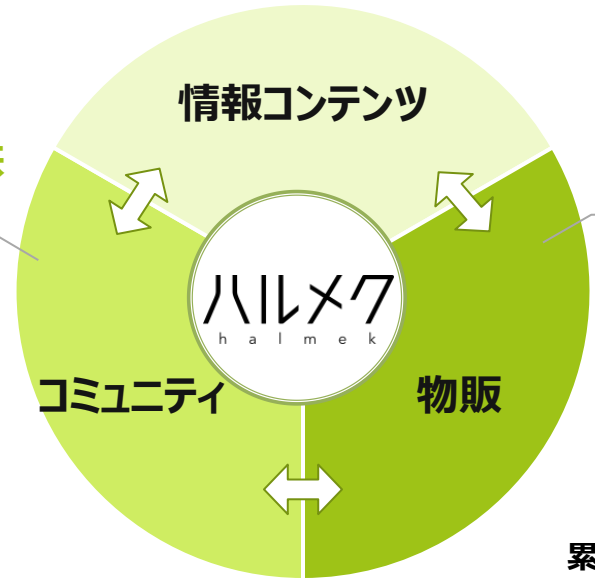 情報コンテンツ
ハルメク
halmek
コミュニティ
物販
累